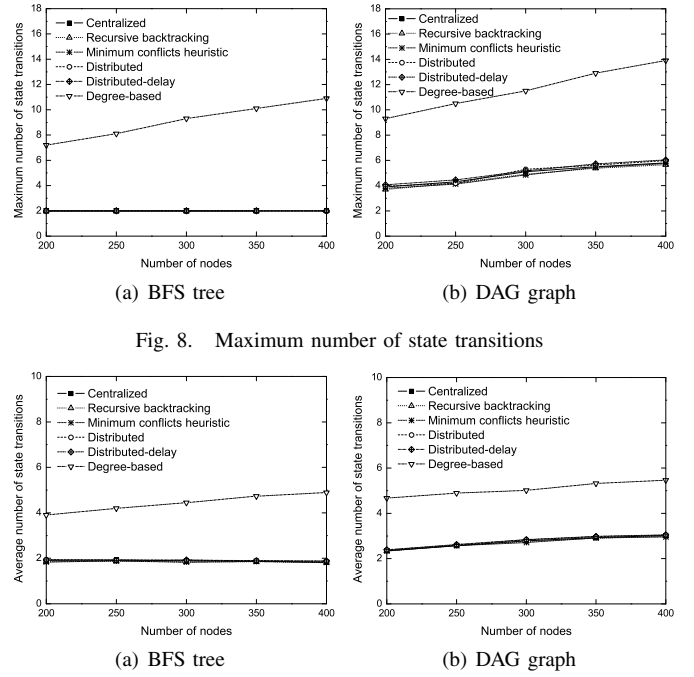 Centralized
Recursive backtracking
Minimum conflicts heuristic
Distributed
Distributed-delay
Degree-based
Maximum number of state transitions
18
16
14
12
10
8
6
4
2
0
200 250 300 350 400
Number of nodes
(a) BFS tree
Centralized
Recursive backtracking
Minimum conflicts heuristic
Distributed
Distributed-delay
Degree-based
Maximum number of state transitions
18
16
14
12
10
8
6
4
2
0
200 250 300 350 400
Number of nodes
(b) DAG graph
Fig. 8. Maximum number of state transitions
Centralized
Recursive backtracking
Minimum conflicts heuristic
Distributed
Distributed-delay
Degree-based
Average number of state transitions
10
8
6
4
2
0
200 250 300 350 400
Number of nodes
(a) BFS tree
Centralized
Recursive backtracking
Minimum conflicts heuristic
Distributed
Distributed-delay
Degree-based
Average number of state transitions
10
8
6
4
2
0
200 250 300 350 400
Number of nodes
(b) DAG graph